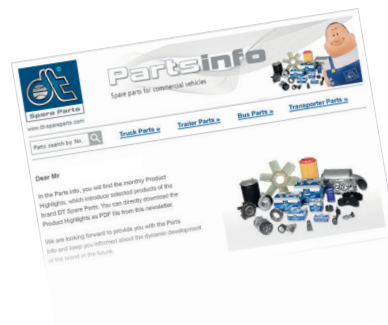 dt
Spare Parts
www.dt-spareparts.com
Partsinfo
Spare parts for commercial vehicles
Parts search by No.
Truck Parts »
Trailer Parts »
Bus Parts »
Transporter Parts »
Dear Mr
In the Parts info, you will find the monthly Product
Highlights, which introduce selected products of the
brand DT Spare Parts. You can directly download the
Product Highlights as PDF file from this newsletter.
We are looking forward to provide you with the Parts
info and keep you informed about the dynamic development
of the brand in the future.